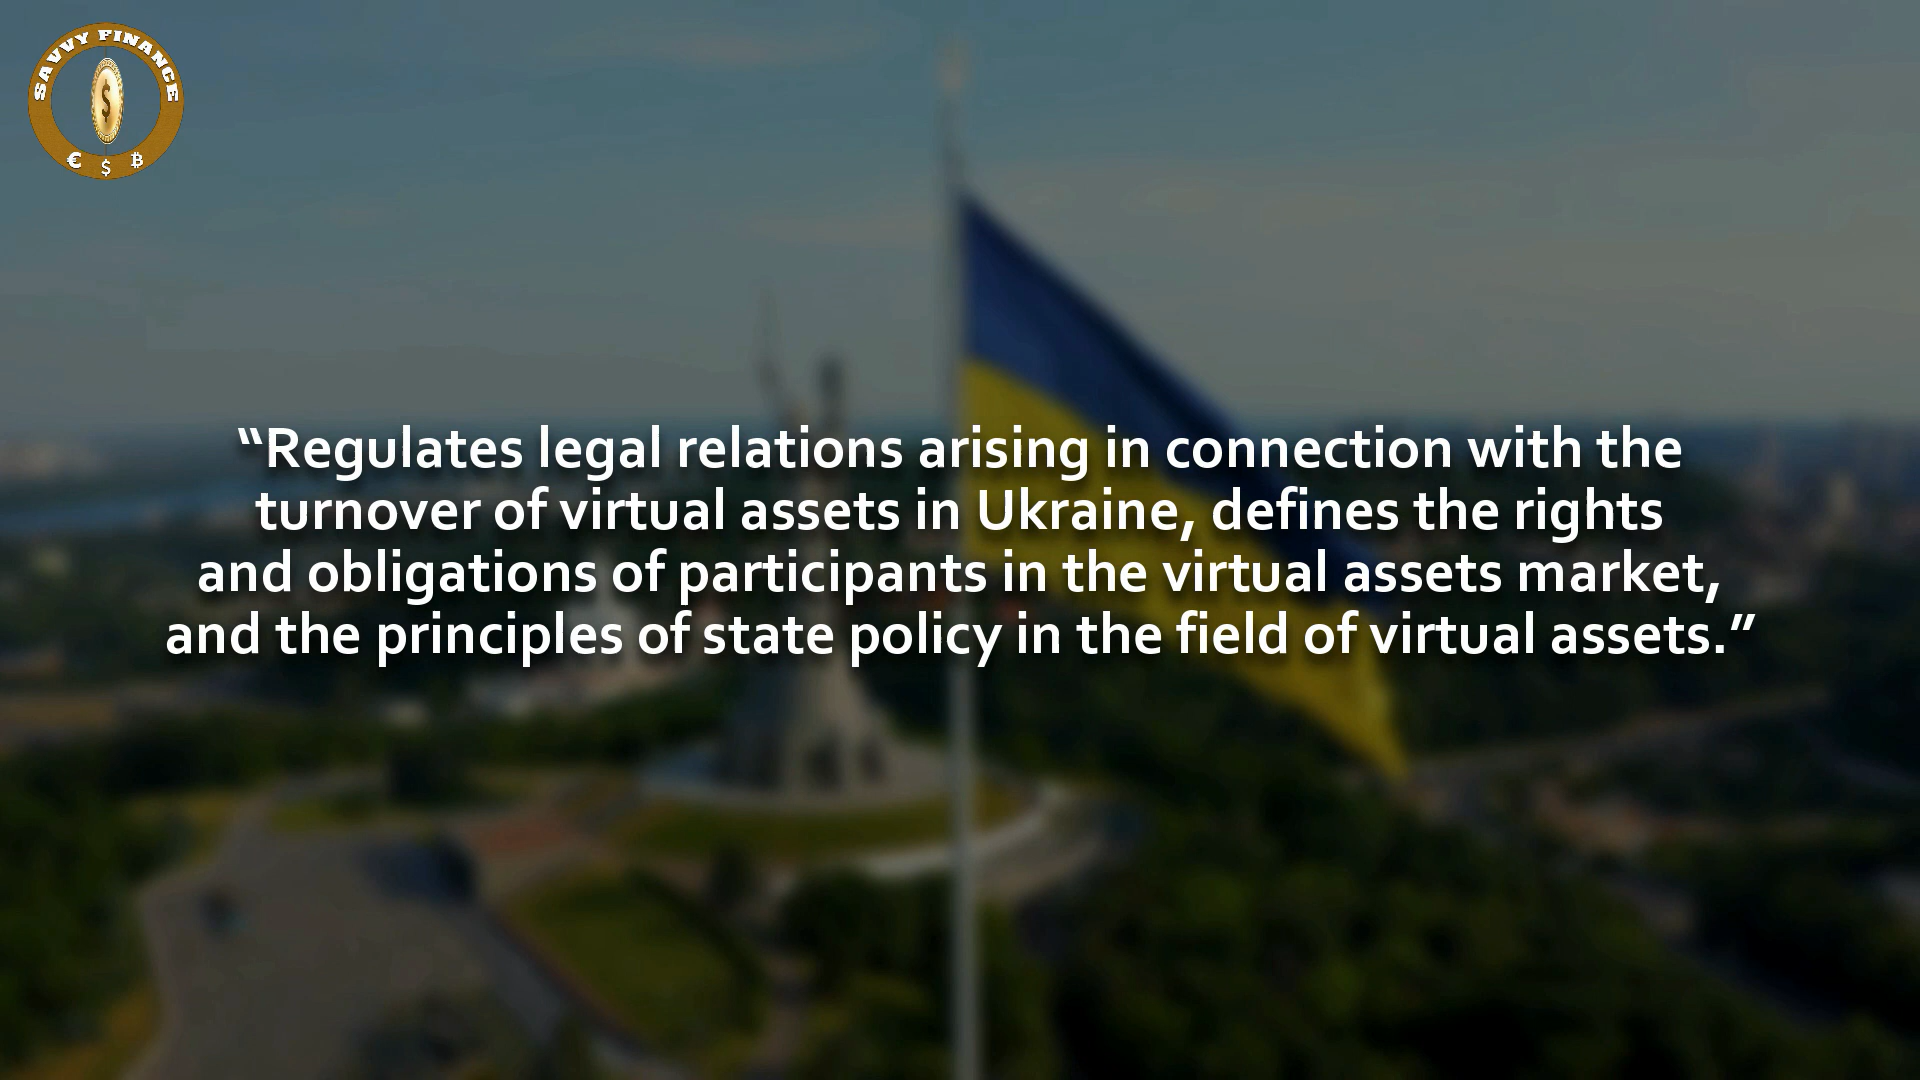 SAVVY FINANCE
$
€ $ ₿
“Regulates legal relations arising in connection with the
turnover of virtual assets in Ukraine, defines the rights
and obligations of participants in the virtual assets market,
and the principles of state policy in the field of virtual assets.”